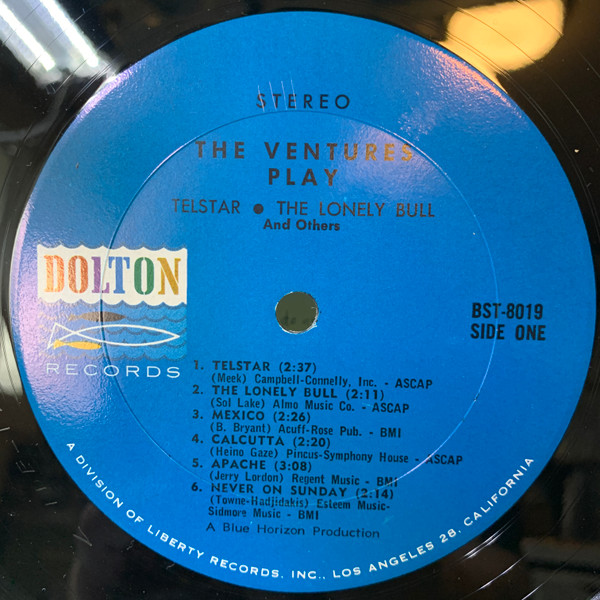 STEREO
THE VENTURES
PLAY
TELSTAR ● THE LONELY BULL
And Others
DOLTON
RECORDS
BST-8019
SIDE ONE
1. TELSTAR (2:37)
(Meek) Campbell-Connelly, Inc. - ASCAP
2. THE LONELY BULL (2:11)
(Sol Lake) Almo Music Co. - ASCAP
3. MEXICO (2:26)
(B. Bryant) Acuff-Rose Pub. - BMI
4. CALCUTTA (2:20)
(Heino Gaze) Pincus-Symphony House - ASCAP
5. APACHE (3:08)
(Jerry Lordon) Regent Music - BMI
6. NEVER ON SUNDAY (2:14)
(Towne-Hadjidakis) Esteem Music-
Sidmore Music - BMI
A Blue Horizon Production
A DIVISION OF LIBERTY RECORDS, INC., LOS ANGELES 28, CALIFORNIA